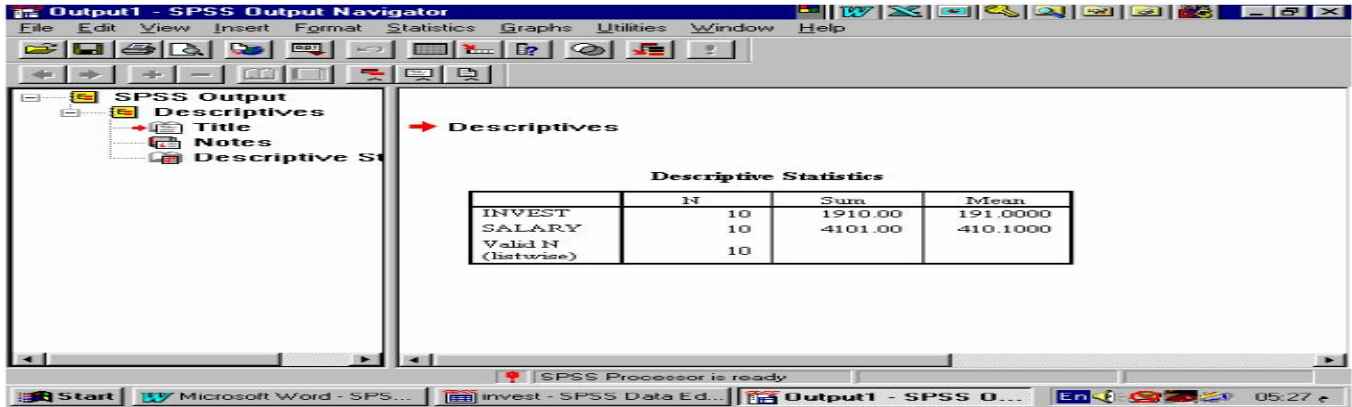 Output1 - SPSS Output Navigator
File Edit View Insert Format Statistics Graphs Utilities Window Help
SPSS Output
Descriptives
Title
Notes
Descriptive St
Descriptives
Descriptive Statistics
N Sum Mean
INVEST 10 1910.00 191.0000
SALARY 10 4101.00 410.1000
Valid N
(listwise) 10
SPSS Processor is ready
Start Microsoft Word - SPS... invest - SPSS Data Ed... Output1 - SPSS O... En 05:27 م